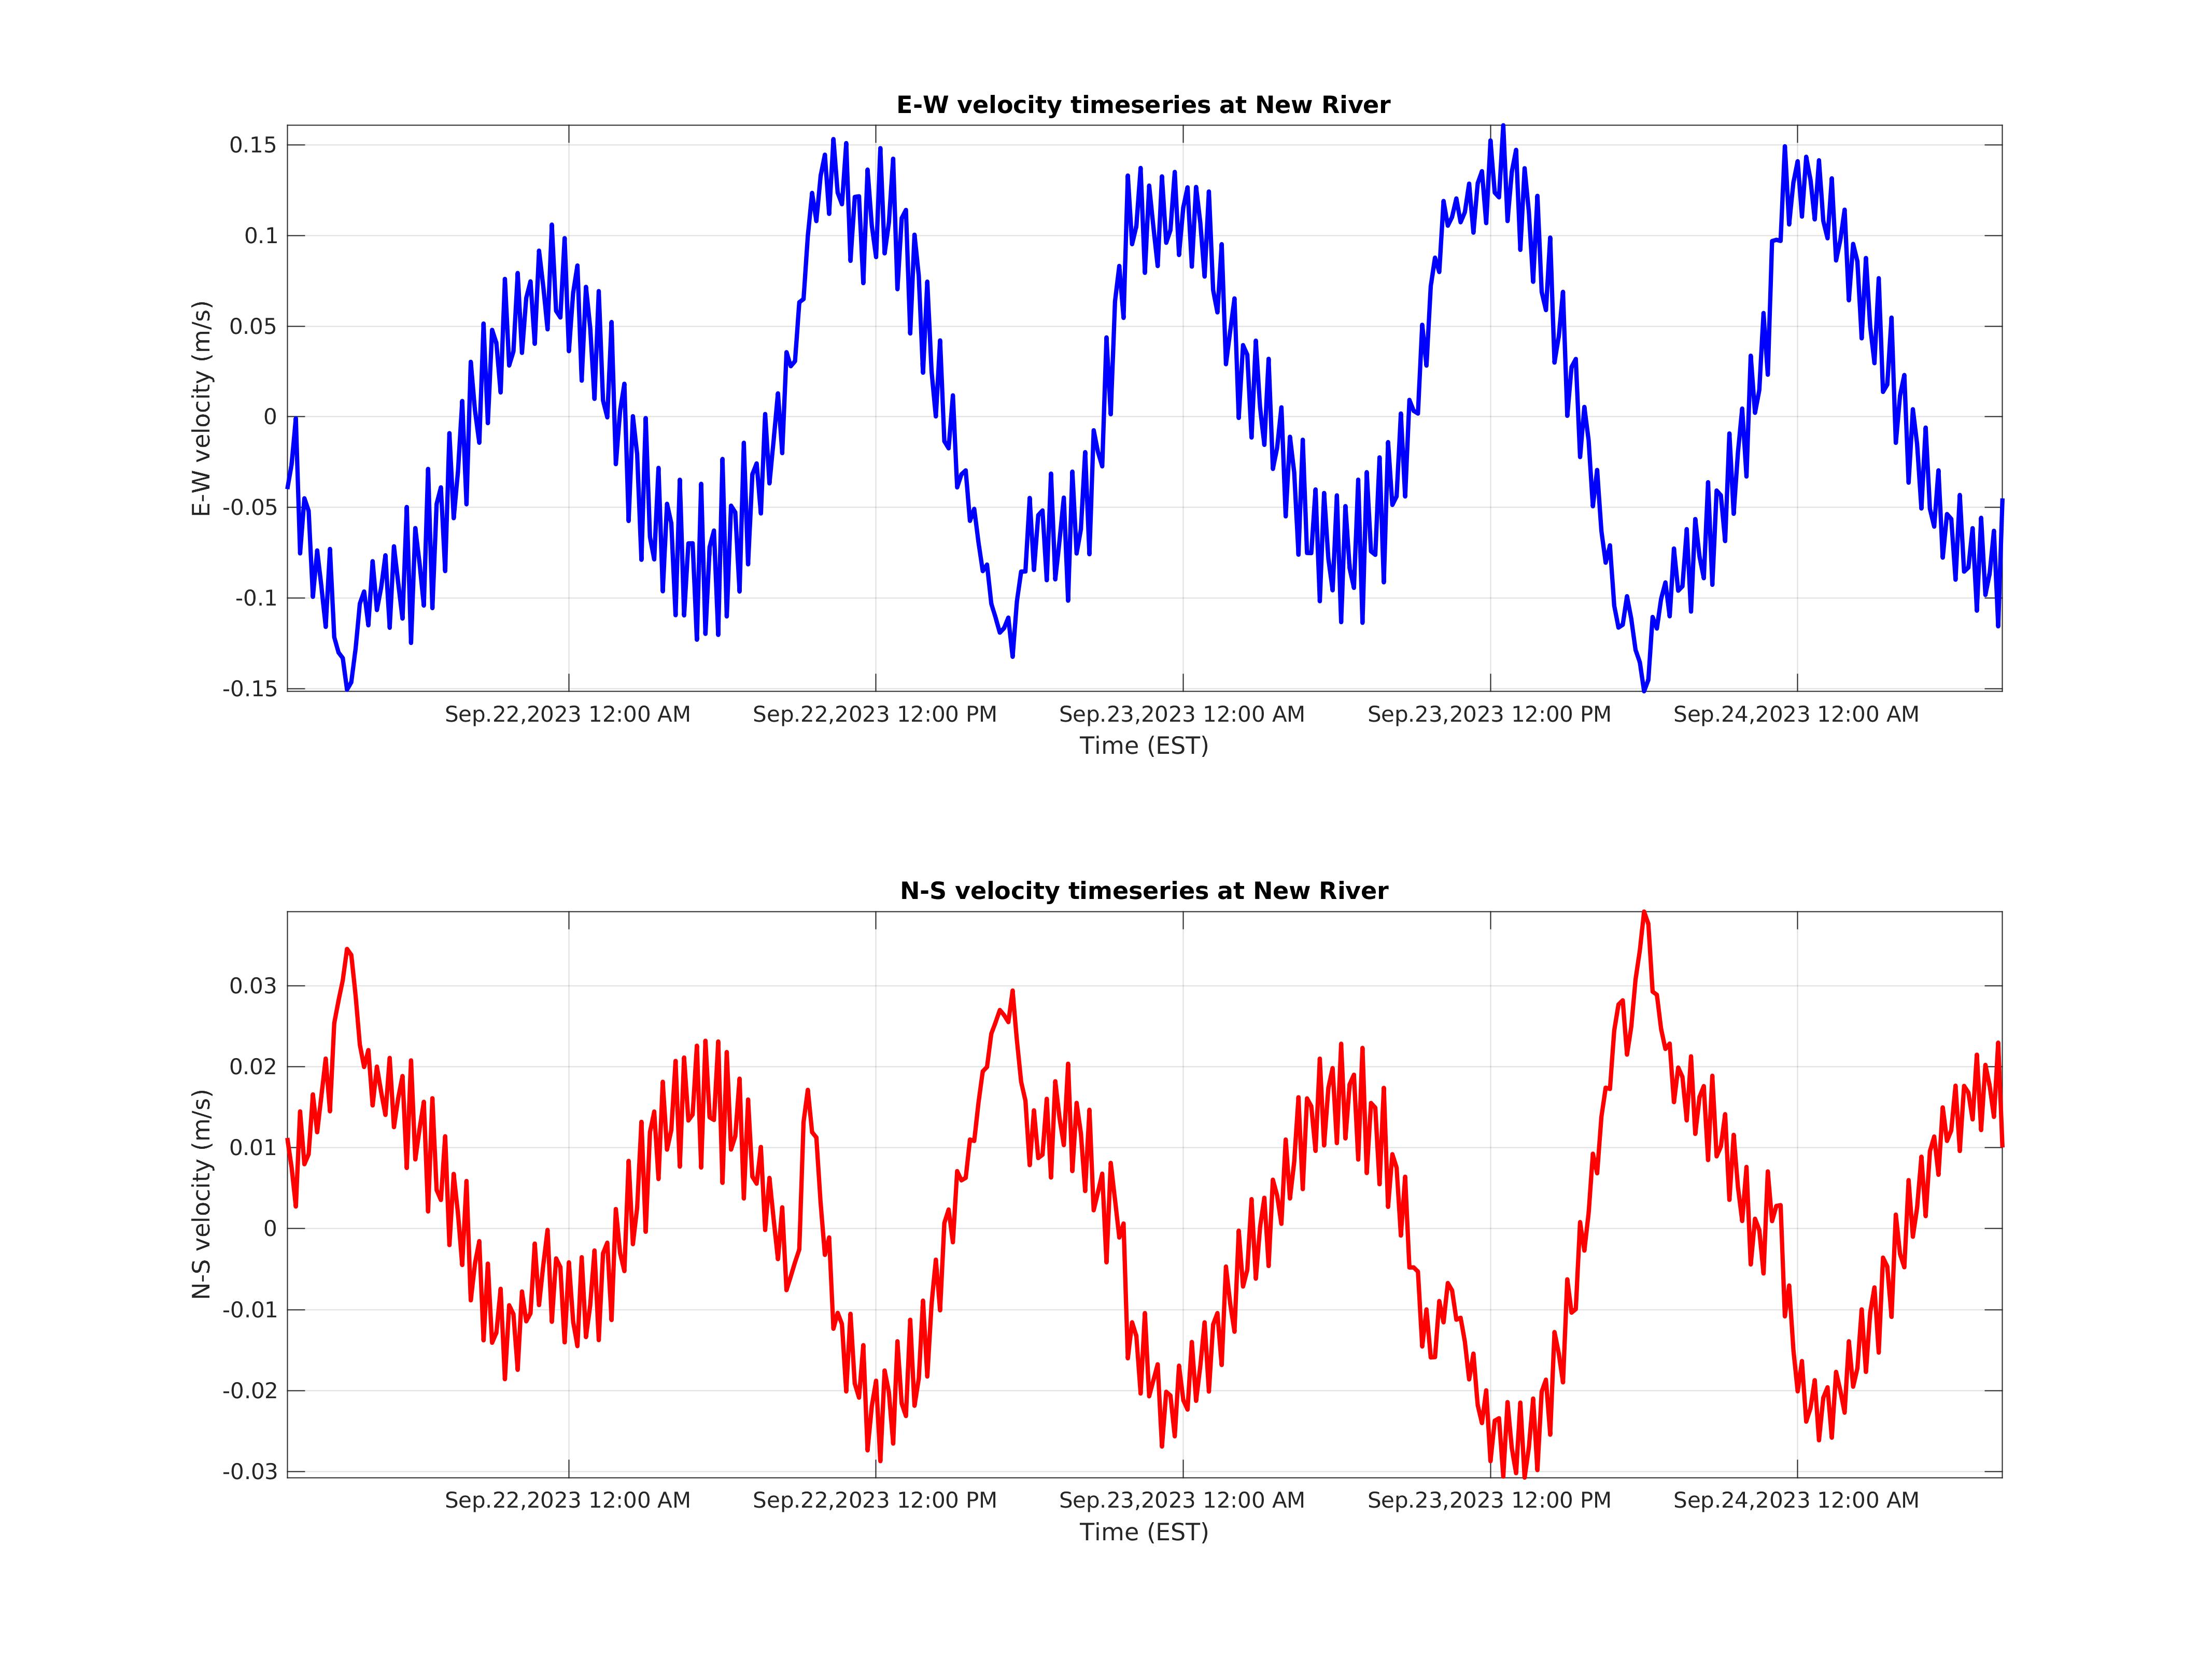 E-W velocity timeseries at New River
E-W velocity (m/s)
0.15
0.1
0.05
0
-0.05
-0.1
-0.15
Sep.22,2023 12:00 AM
Sep.22,2023 12:00 PM
Sep.23,2023 12:00 AM
Sep.23,2023 12:00 PM
Sep.24,2023 12:00 AM
Time (EST)
N-S velocity timeseries at New River
N-S velocity (m/s)
0.03
0.02
0.01
0
-0.01
-0.02
-0.03
Sep.22,2023 12:00 AM
Sep.22,2023 12:00 PM
Sep.23,2023 12:00 AM
Sep.23,2023 12:00 PM
Sep.24,2023 12:00 AM
Time (EST)